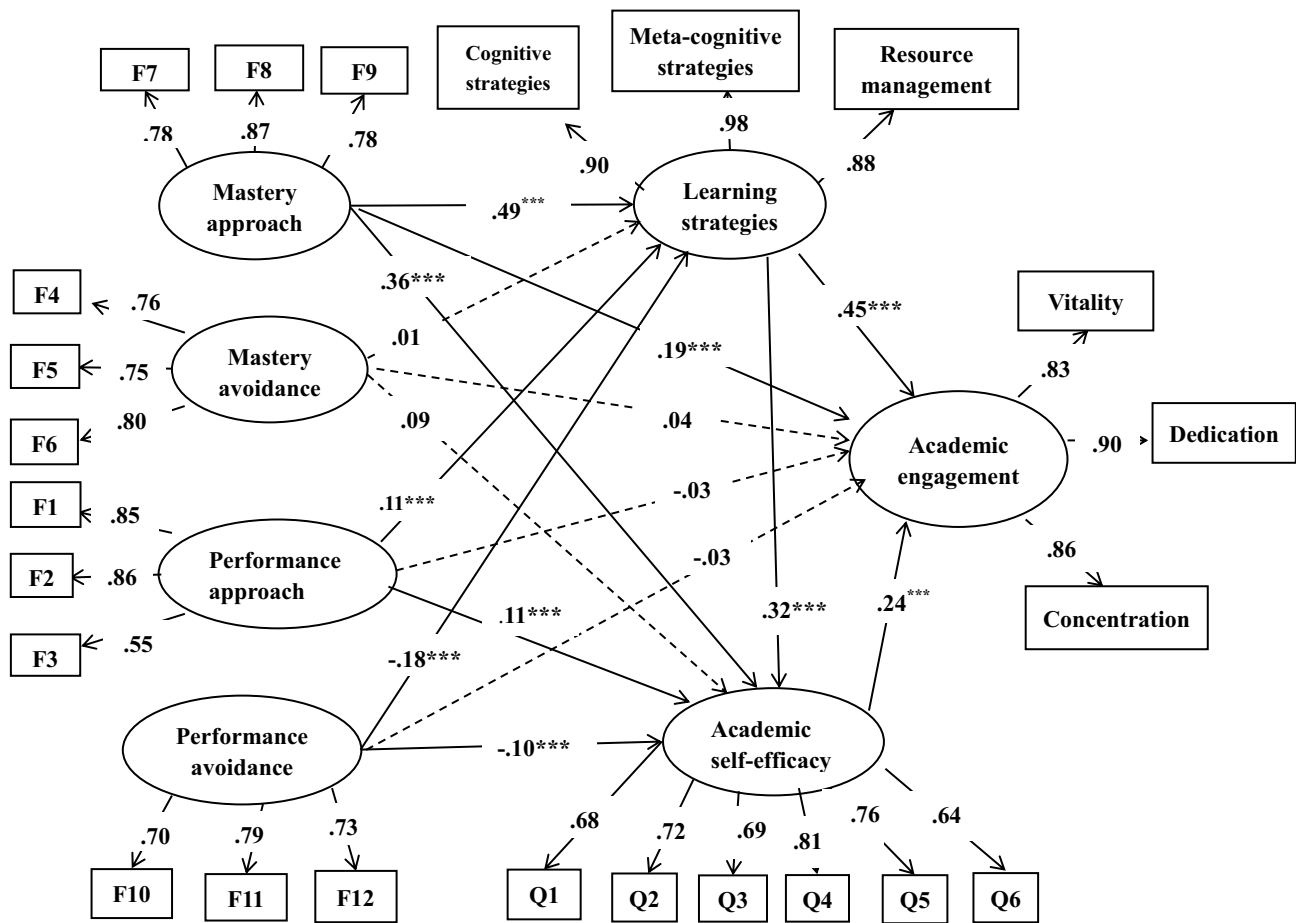 Meta-cognitive
strategies
Cognitive
strategies
Resource
management
F7
F8
F9
.78
.87
.78
.90
.98
.88
Mastery
approach
Learning
strategies
.49***
.36***
F4
.76
F5
.75
F6
.80
Mastery
avoidance
.01
.09
.19***
.04
.45***
Vitality
.83
Dedication
.90
Academic
engagement
.86
Concentration
F1
.85
F2
.86
F3
.55
Performance
approach
.11***
-.03
-.03
.11***
.32***
.24***
-.18***
Performance
avoidance
-.10***
Academic
self-efficacy
.70
.79
.73
F10
F11
F12
.68
.72
.69
.81
.76
.64
Q1
Q2
Q3
Q4
Q5
Q6